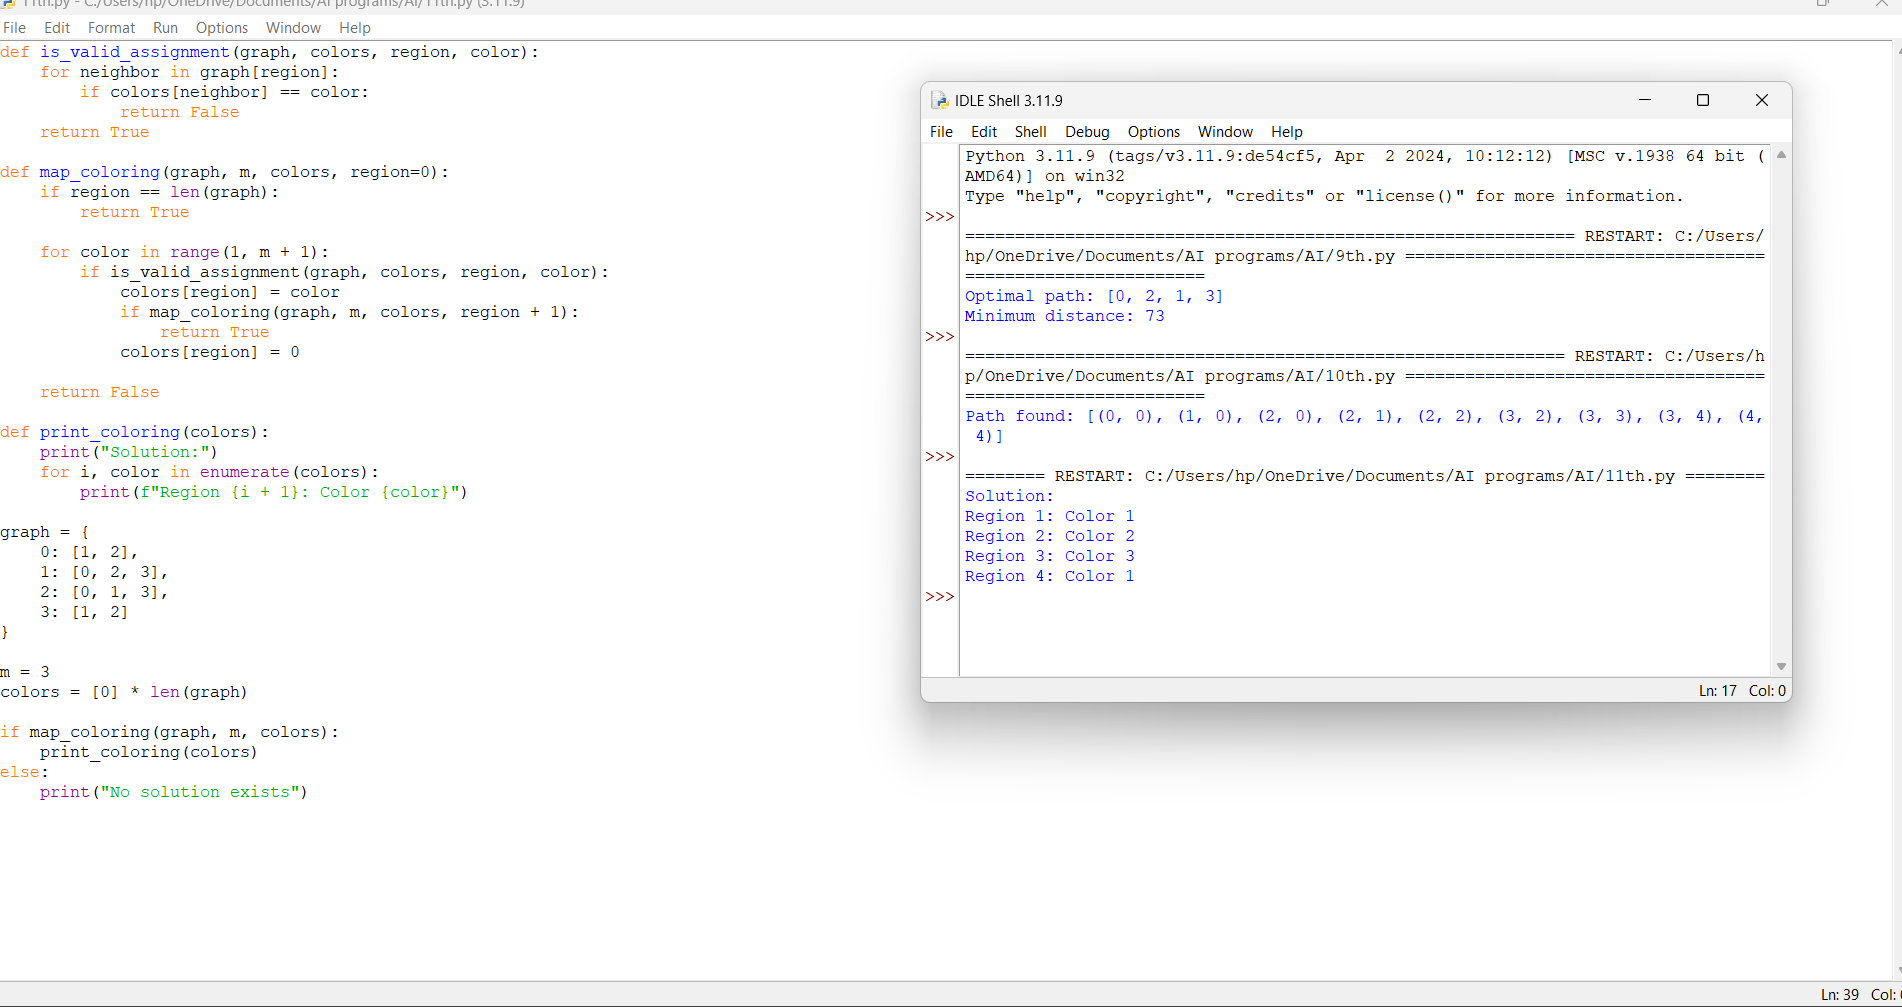 11th.py - C:/Users/hp/OneDrive/Documents/AI programs/AI/11th.py (3.11.9)
File Edit Format Run Options Window Help
def is_valid_assignment(graph, colors, region, color):
    for neighbor in graph[region]:
        if colors[neighbor] == color:
            return False
    return True

def map_coloring(graph, m, colors, region=0):
    if region == len(graph):
        return True

    for color in range(1, m + 1):
        if is_valid_assignment(graph, colors, region, color):
            colors[region] = color
            if map_coloring(graph, m, colors, region + 1):
                return True
            colors[region] = 0

    return False

def print_coloring(colors):
    print("Solution:")
    for i, color in enumerate(colors):
        print(f"Region {i + 1}: Color {color}")

graph = {
    0: [1, 2],
    1: [0, 2, 3],
    2: [0, 1, 3],
    3: [1, 2]
}

m = 3
colors = [0] * len(graph)

if map_coloring(graph, m, colors):
    print_coloring(colors)
else:
    print("No solution exists")
IDLE Shell 3.11.9
File Edit Shell Debug Options Window Help
Python 3.11.9 (tags/v3.11.9:de54cf5, Apr  2 2024, 10:12:12) [MSC v.1938 64 bit (
AMD64)] on win32
Type "help", "copyright", "credits" or "license()" for more information.
>>>
============================================================= RESTART: C:/Users/
hp/OneDrive/Documents/AI programs/AI/9th.py ====================================
========================
Optimal path: [0, 2, 1, 3]
Minimum distance: 73
>>>
============================================================ RESTART: C:/Users/h
p/OneDrive/Documents/AI programs/AI/10th.py ====================================
========================
Path found: [(0, 0), (1, 0), (2, 0), (2, 1), (2, 2), (3, 2), (3, 3), (3, 4), (4,
 4)]
>>>
======== RESTART: C:/Users/hp/OneDrive/Documents/AI programs/AI/11th.py ========
Solution:
Region 1: Color 1
Region 2: Color 2
Region 3: Color 3
Region 4: Color 1
>>>
Ln: 17 Col: 0
Ln: 39 Col: